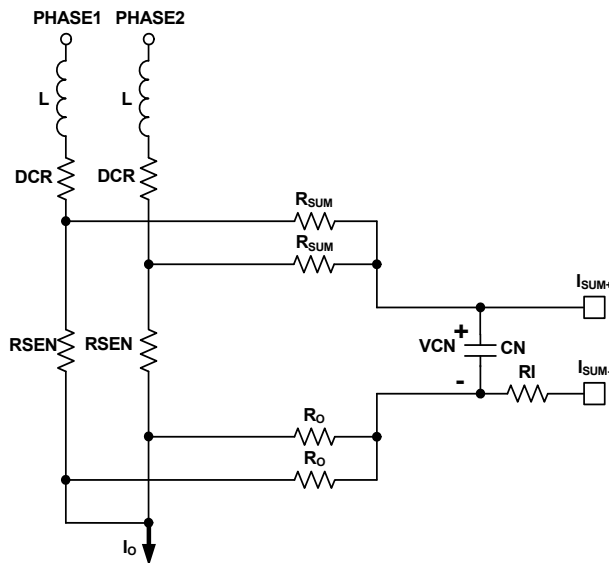 PHASE1 PHASE2
L L
DCR DCR
RSUM
RSUM
ISUM+
RSEN RSEN
+
VCN CN
-
RI
ISUM-
RO
RO
IO